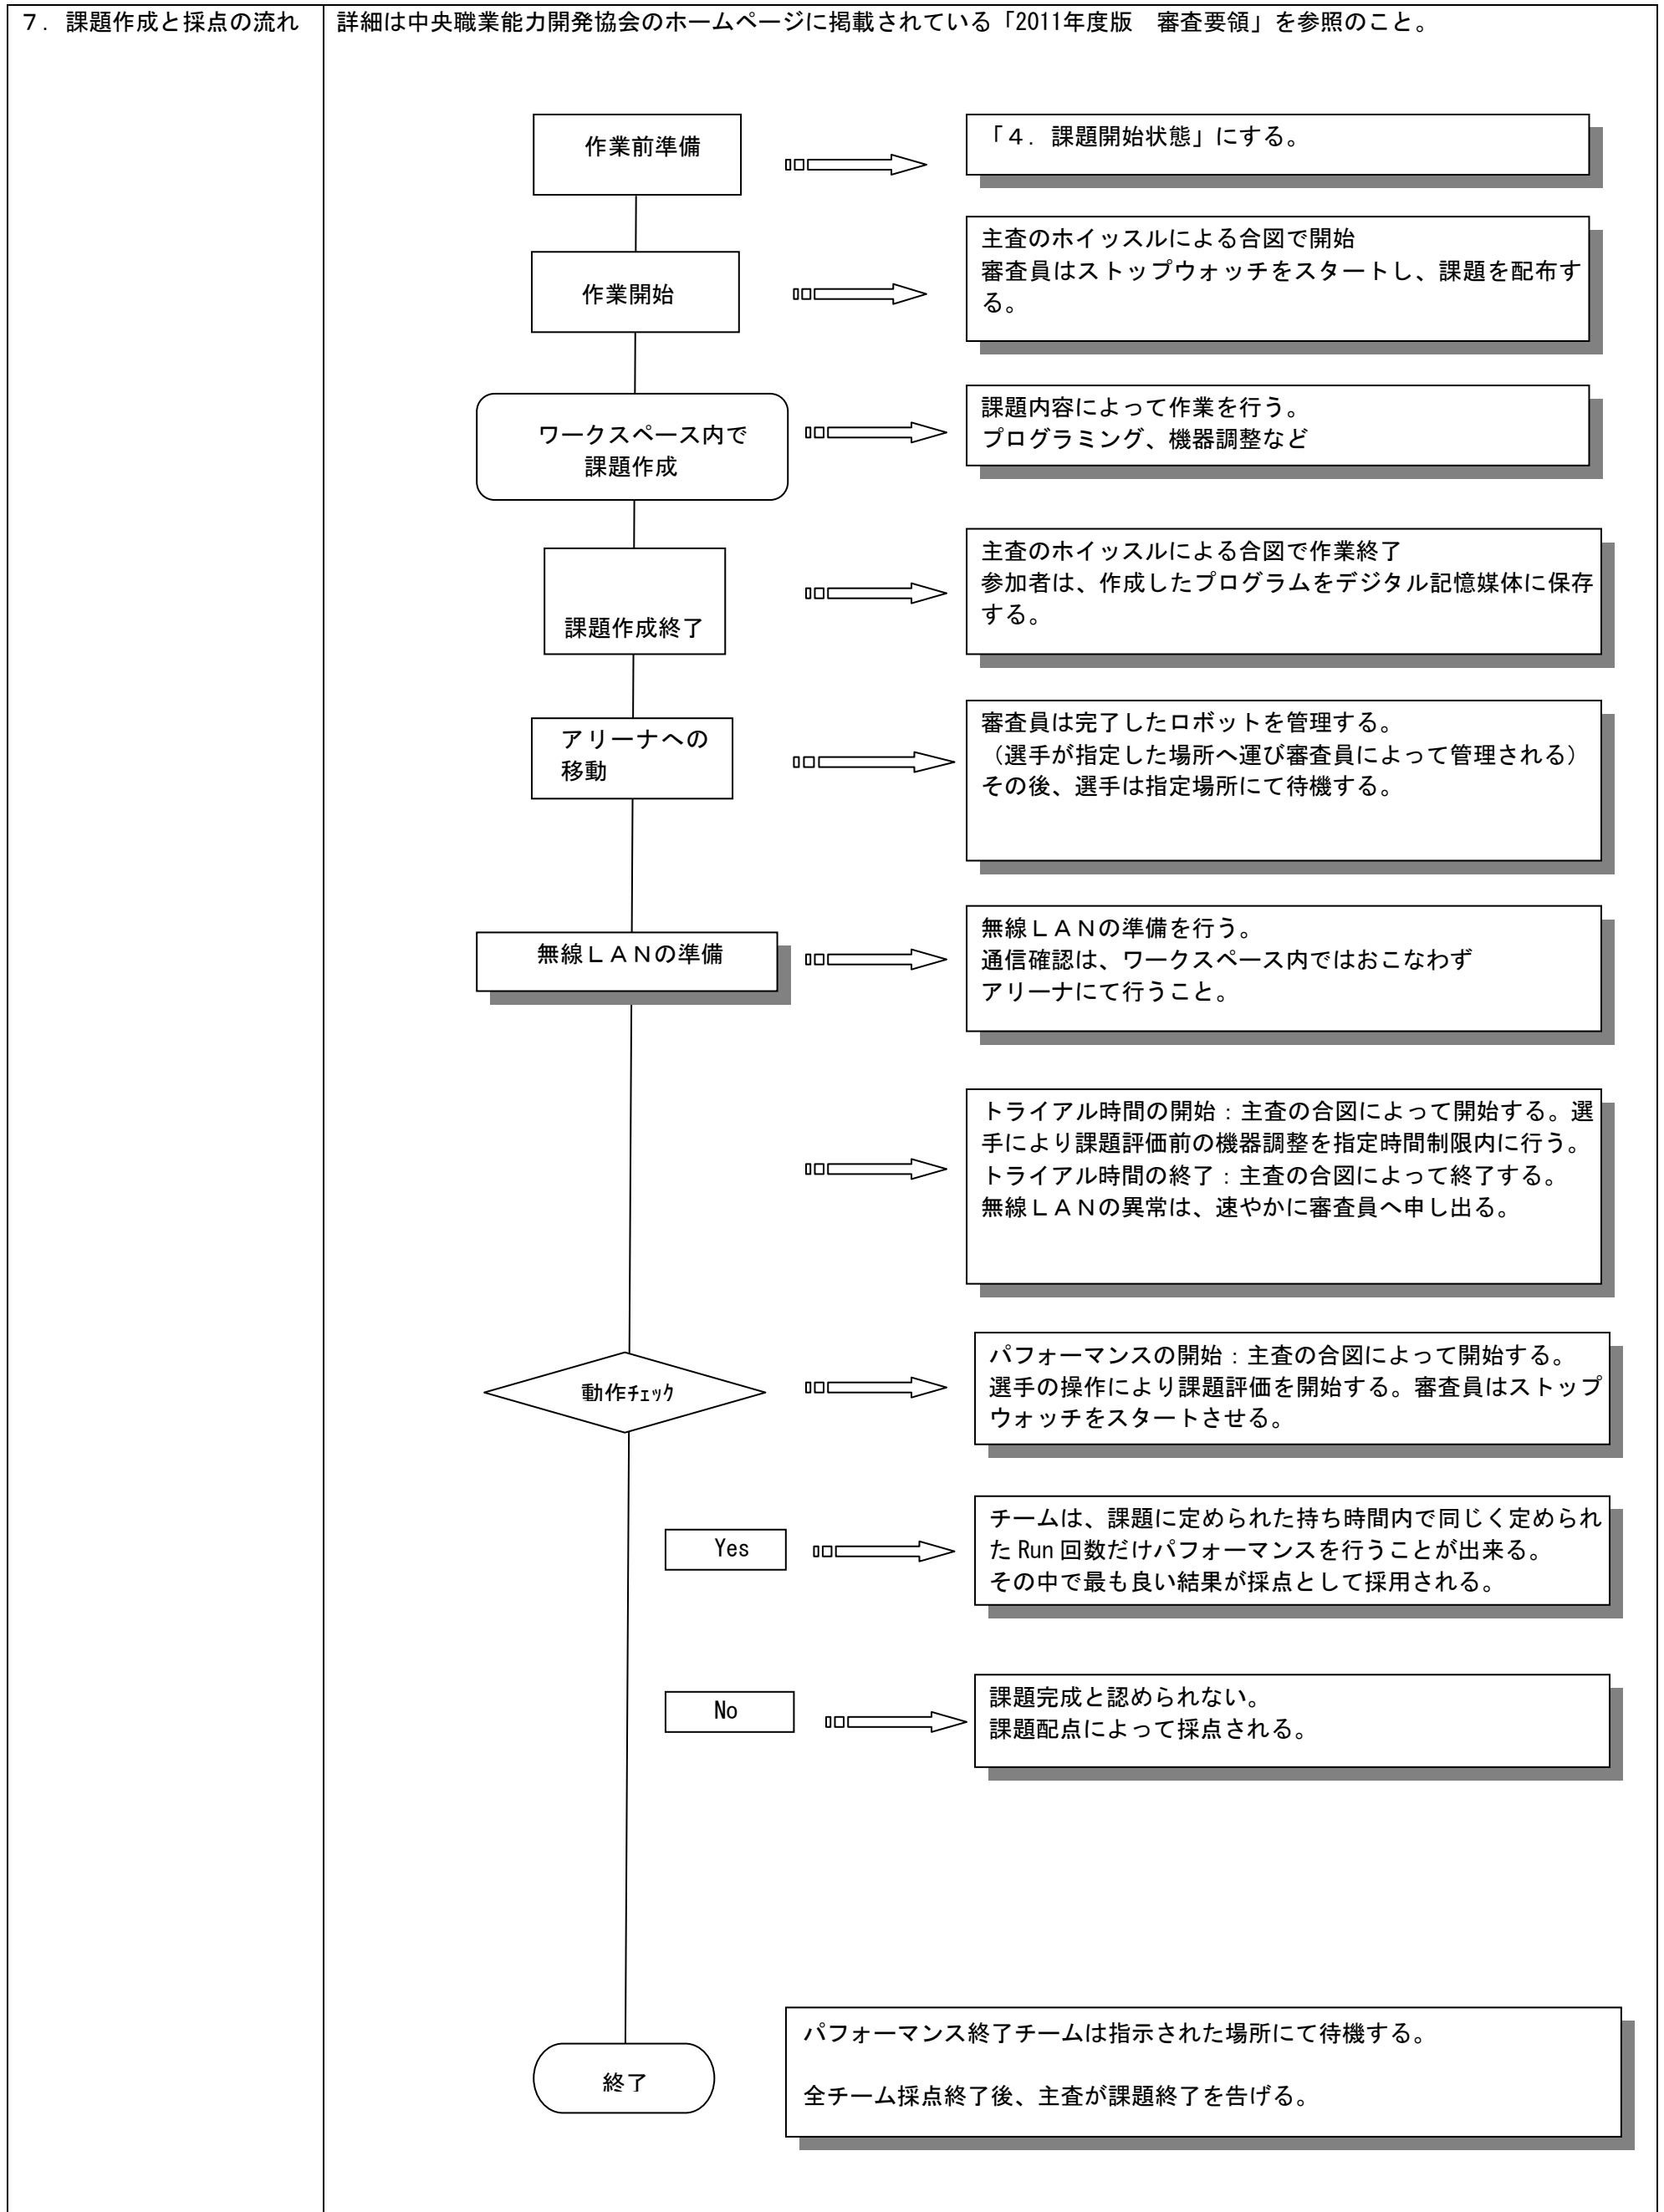 ７．課題作成と採点の流れ
詳細は中央職業能力開発協会のホームページに掲載されている「2011年度版　審査要領」を参照のこと。
作業前準備
「４．課題開始状態」にする。
作業開始
主査のホイッスルによる合図で開始
審査員はストップウォッチをスタートし、課題を配布す
る。
ワークスペース内で
課題作成
課題内容によって作業を行う。
プログラミング、機器調整など
課題作成終了
主査のホイッスルによる合図で作業終了
参加者は、作成したプログラムをデジタル記憶媒体に保存
する。
アリーナへの
移動
審査員は完了したロボットを管理する。
（選手が指定した場所へ運び審査員によって管理される）
その後、選手は指定場所にて待機する。
無線ＬＡＮの準備
無線ＬＡＮの準備を行う。
通信確認は、ワークスペース内ではおこなわず
アリーナにて行うこと。
トライアル時間の開始：主査の合図によって開始する。選
手により課題評価前の機器調整を指定時間制限内に行う。
トライアル時間の終了：主査の合図によって終了する。
無線ＬＡＮの異常は、速やかに審査員へ申し出る。
動作ﾁｪｯｸ
パフォーマンスの開始：主査の合図によって開始する。
選手の操作により課題評価を開始する。審査員はストップ
ウォッチをスタートさせる。
Yes
チームは、課題に定められた持ち時間内で同じく定められ
た Run 回数だけパフォーマンスを行うことが出来る。
その中で最も良い結果が採点として採用される。
No
課題完成と認められない。
課題配点によって採点される。
終了
パフォーマンス終了チームは指示された場所にて待機する。
全チーム採点終了後、主査が課題終了を告げる。